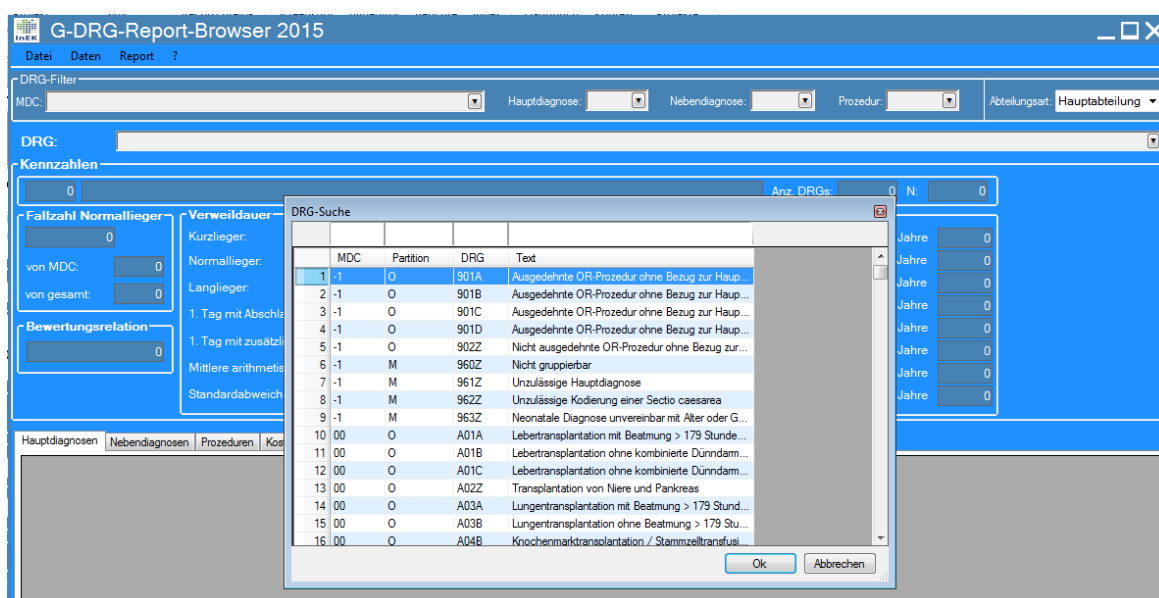 InEK G-DRG-Report-Browser 2015
Datei Daten Report ?
DRG-Filter
MDC: Hauptdiagnose: Nebendiagnose: Prozedur: Abteilungsart: Hauptabteilung
DRG:
Kennzahlen
0 Anz. DRGs: 0 N: 0
Fallzahl Normallieger
0
von MDC: 0
von gesamt: 0
Bewertungsrelation
0
Verweildauer
Kurzlieger:
Normallieger:
Langlieger:
1. Tag mit Abschla
1. Tag mit zusätzli
Mittlere arithmetis
Standardabweich
DRG-Suche
MDC Partition DRG Text
1 -1 O 901A Ausgedehnte OR-Prozedur ohne Bezug zur Haup...
2 -1 O 901B Ausgedehnte OR-Prozedur ohne Bezug zur Haup...
3 -1 O 901C Ausgedehnte OR-Prozedur ohne Bezug zur Haup...
4 -1 O 901D Ausgedehnte OR-Prozedur ohne Bezug zur Haup...
5 -1 O 902Z Nicht ausgedehnte OR-Prozedur ohne Bezug zur...
6 -1 M 960Z Nicht gruppierbar
7 -1 M 961Z Unzulässige Hauptdiagnose
8 -1 M 962Z Unzulässige Kodierung einer Sectio caesarea
9 -1 M 963Z Neonatale Diagnose unvereinbar mit Alter oder G...
10 00 O A01A Lebertransplantation mit Beatmung > 179 Stunde...
11 00 O A01B Lebertransplantation ohne kombinierte Dünndarm...
12 00 O A01C Lebertransplantation ohne kombinierte Dünndarm...
13 00 O A02Z Transplantation von Niere und Pankreas
14 00 O A03A Lungentransplantation mit Beatmung > 179 Stund...
15 00 O A03B Lungentransplantation ohne Beatmung > 179 Stu...
16 00 O A04B Knochenmarktransplantation / Stammzelltransfusi...
Ok Abbrechen
Jahre 0
Jahre 0
Jahre 0
Jahre 0
Jahre 0
Jahre 0
Jahre 0
Jahre 0
Hauptdiagnosen Nebendiagnosen Prozeduren Kos